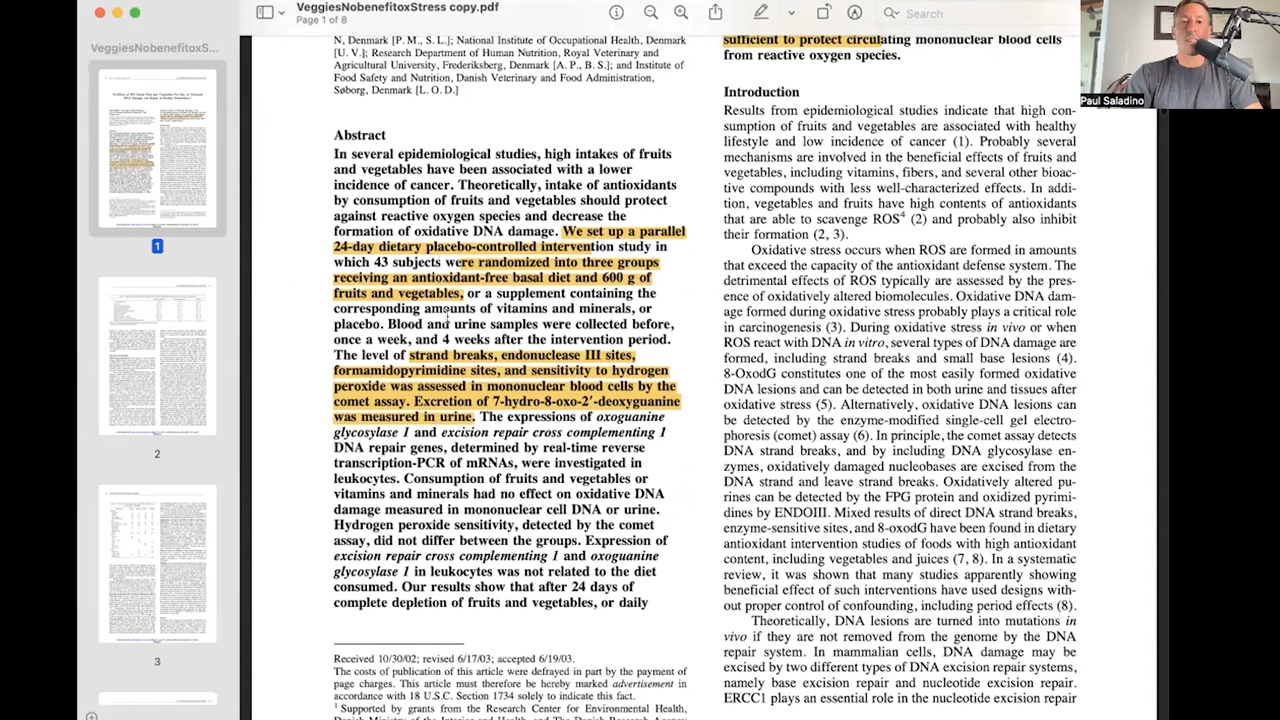 VeggiesNobenefitoxStress copy.pdf
Page 1 of 8
Search
VeggiesNobenefitoxS...
1
2
3
Paul Saladino
N, Denmark [P. M., S. L.]; National Institute of Occupational Health, Denmark
[U. V.]; Research Department of Human Nutrition, Royal Veterinary and
Agricultural University, Frederiksberg, Denmark [A. P., B. S.]; and Institute of
Food Safety and Nutrition, Danish Veterinary and Food Administration,
Søborg, Denmark [L. O. D.]
Abstract
In several epidemiological studies, high intakes of fruits
and vegetables have been associated with a lower
incidence of cancer. Theoretically, intake of antioxidants
by consumption of fruits and vegetables should protect
against reactive oxygen species and decrease the
formation of oxidative DNA damage. We set up a parallel
24-day dietary placebo-controlled intervention study in
which 43 subjects were randomized into three groups
receiving an antioxidant-free basal diet and 600 g of
fruits and vegetables, or a supplement containing the
corresponding amounts of vitamins and minerals, or
placebo. Blood and urine samples were collected before,
once a week, and 4 weeks after the intervention period.
The level of strand breaks, endonuclease III sites,
formamidopyrimidine sites, and sensitivity to hydrogen
peroxide was assessed in mononuclear blood cells by the
comet assay. Excretion of 7-hydro-8-oxo-2′-deoxyguanine
was measured in urine. The expressions of oxoguanine
glycosylase 1 and excision repair cross complementing 1
DNA repair genes, determined by real-time reverse
transcription-PCR of mRNAs, were investigated in
leukocytes. Consumption of fruits and vegetables or
vitamins and minerals had no effect on oxidative DNA
damage measured in mononuclear cell DNA or urine.
Hydrogen peroxide sensitivity, detected by the comet
assay, did not differ between the groups. Expression of
excision repair cross complementing 1 and oxoguanine
glycosylase 1 in leukocytes was not related to the diet
consumed. Our results show that after 24 days of
complete depletion of fruits and vegetables, or daily
Received 10/30/02; revised 6/17/03; accepted 6/19/03.
The costs of publication of this article were defrayed in part by the payment of
page charges. This article must therefore be hereby marked advertisement in
accordance with 18 U.S.C. Section 1734 solely to indicate this fact.
1 Supported by grants from the Research Center for Environmental Health,
sufficient to protect circulating mononuclear blood cells
from reactive oxygen species.
Introduction
Results from epidemiological studies indicate that high con-
sumption of fruits and vegetables are associated with healthy
lifestyle and low incidence of cancer (1). Probably several
mechanisms are involved in the beneficial effects of fruits and
vegetables, including vitamins, fibers, and several other bioac-
tive compounds with less well-characterized effects. In addi-
tion, vegetables and fruits have high contents of antioxidants
that are able to scavenge ROS4 (2) and probably also inhibit
their formation (2, 3).
Oxidative stress occurs when ROS are formed in amounts
that exceed the capacity of the antioxidant defense system. The
detrimental effects of ROS typically are assessed by the pres-
ence of oxidatively altered biomolecules. Oxidative DNA dam-
age formed during oxidative stress probably plays a critical role
in carcinogenesis (3). During oxidative stress in vivo or when
ROS react with DNA in vitro, several types of DNA damage are
formed, including strand breaks and small base lesions (4).
8-OxodG constitutes one of the most easily formed oxidative
DNA lesions and can be detected in both urine and tissues after
oxidative stress (5). Alternatively, oxidative DNA lesions can
be detected by the enzyme-modified single-cell gel electro-
phoresis (comet) assay (6). In principle, the comet assay detects
DNA strand breaks, and by including DNA glycosylase en-
zymes, oxidatively damaged nucleobases are excised from the
DNA strand and leave strand breaks. Oxidatively altered pu-
rines can be detected by the FPG protein and oxidized pyrimi-
dines by ENDOIII. Mixed results of direct DNA strand breaks,
enzyme-sensitive sites, and 8-oxodG have been found in dietary
antioxidant intervention studies of foods with high antioxidant
content, including vegetables and juices (7, 8). In a systematic
review, it was shown that many studies apparently showing
beneficial effect of such interventions have used designs with-
out proper control of confounding, including period effects (8).
Theoretically, DNA lesions are turned into mutations in
vivo if they are not removed from the genome by the DNA
repair system. In mammalian cells, DNA damage may be
excised by two different types of DNA excision repair systems,
namely base excision repair and nucleotide excision repair.
ERCC1 plays an essential role in the nucleotide excision repair